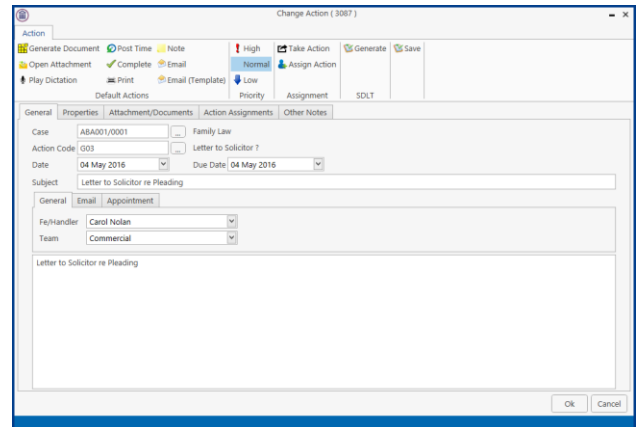 Change Action ( 3087 )
Action
Generate Document Post Time Note High Take Action Generate Save
Open Attachment Complete Email Normal Assign Action
Play Dictation Print Email (Template) Low
Default Actions Priority Assignment SDLT
General Properties Attachment/Documents Action Assignments Other Notes
Case ABA001/0001 ... Family Law
Action Code G03 ... Letter to Solicitor ?
Date 04 May 2016 Due Date 04 May 2016
Subject Letter to Solicitor re Pleading
General Email Appointment
Fe/Handler Carol Nolan
Team Commercial
Letter to Solicitor re Pleading
Ok Cancel